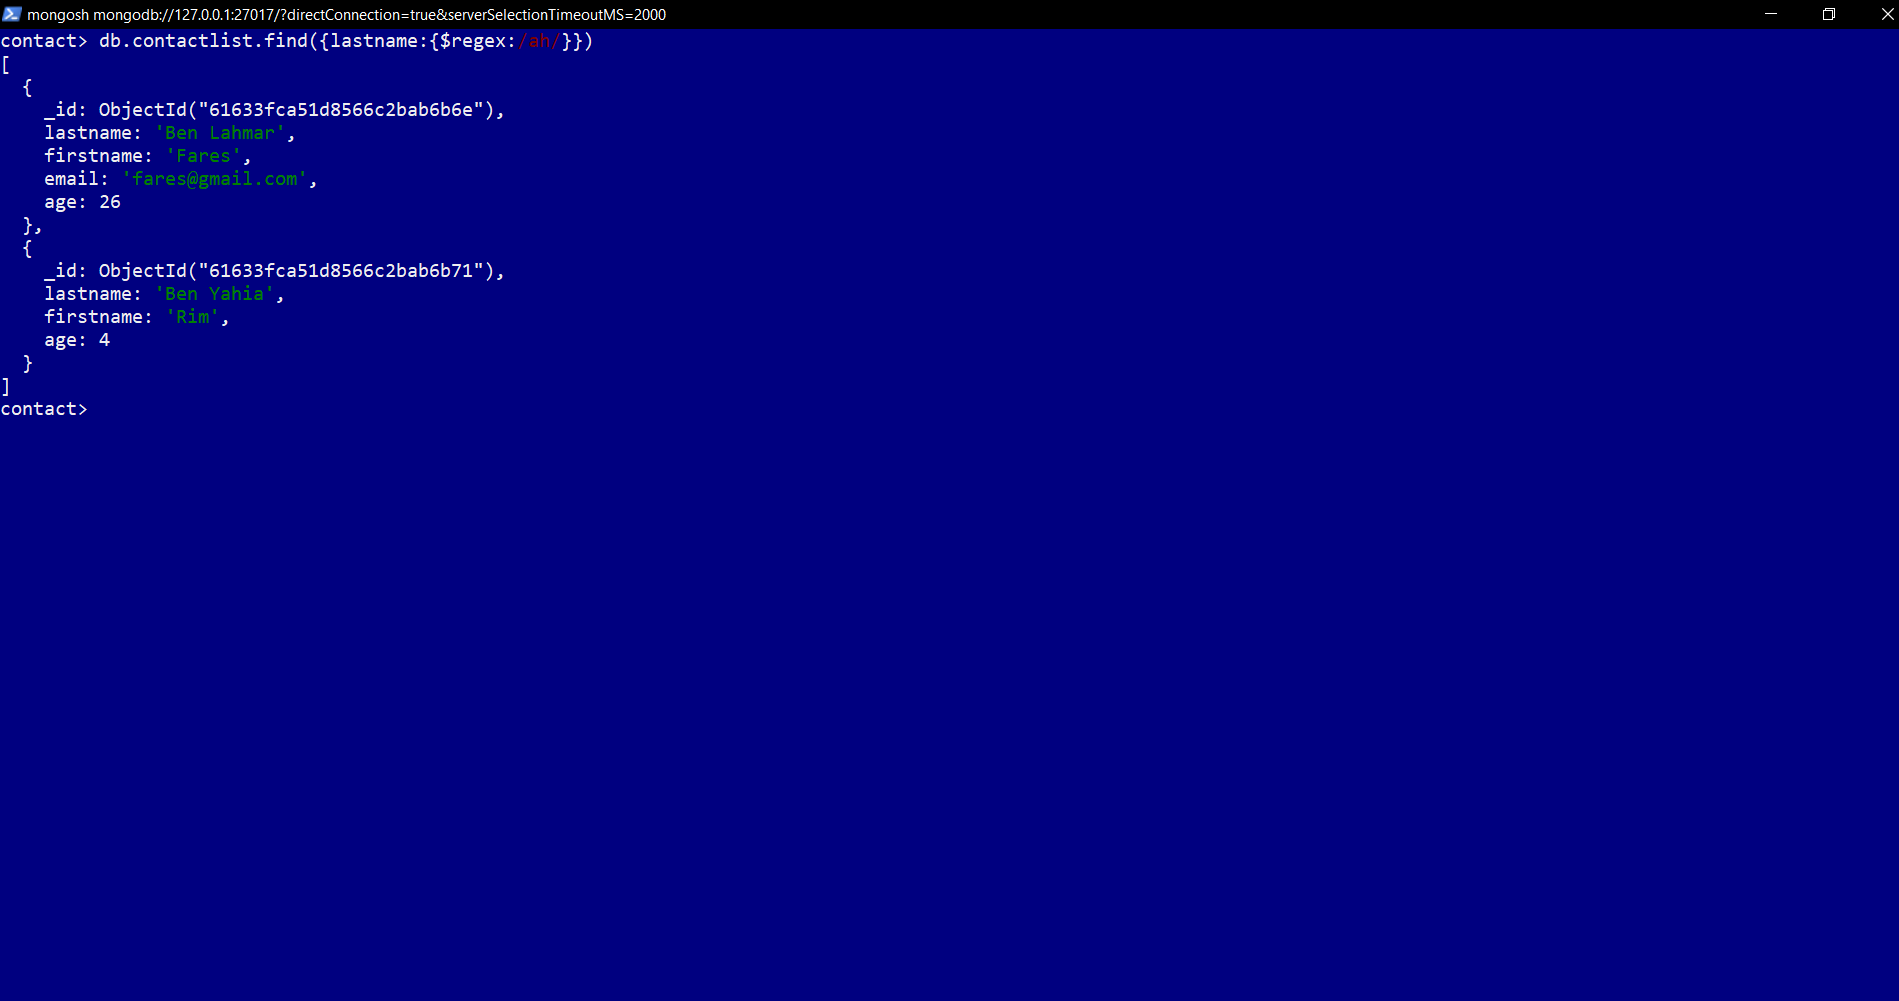 mongosh mongodb://127.0.0.1:27017/?directConnection=true&serverSelectionTimeoutMS=2000
contact> db.contactlist.find({lastname:{$regex:/ah/}})
[
  {
    _id: ObjectId("61633fca51d8566c2bab6b6e"),
    lastname: 'Ben Lahmar',
    firstname: 'Fares',
    email: 'fares@gmail.com',
    age: 26
  },
  {
    _id: ObjectId("61633fca51d8566c2bab6b71"),
    lastname: 'Ben Yahia',
    firstname: 'Rim',
    age: 4
  }
]
contact>